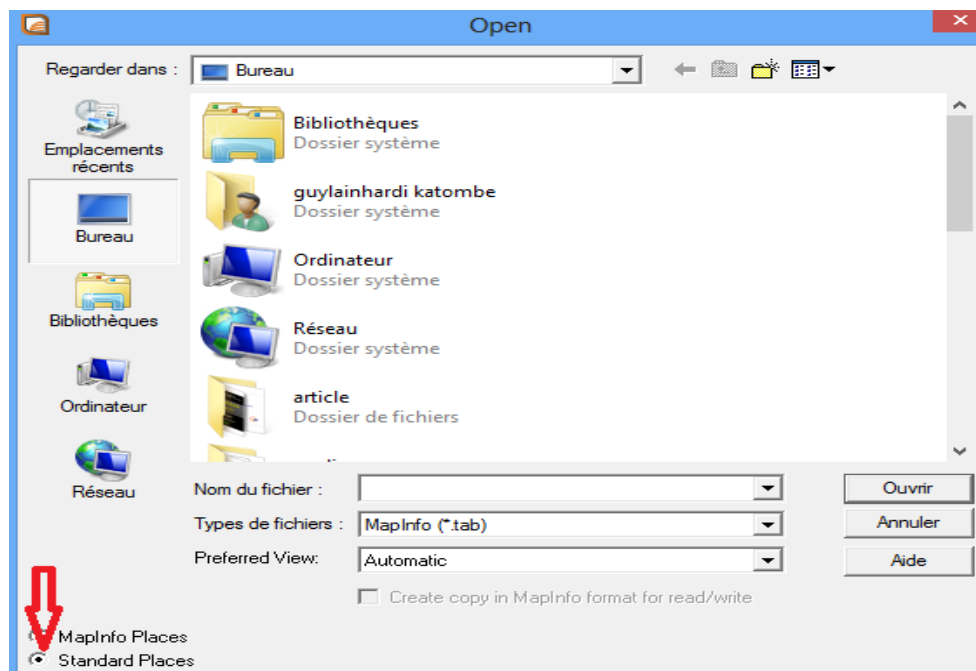 Open
Regarder dans :
Bureau
Emplacements
récents
Bureau
Bibliothèques
Ordinateur
Réseau
Bibliothèques
Dossier système
guylainhardi katombe
Dossier système
Ordinateur
Dossier système
Réseau
Dossier système
article
Dossier de fichiers
Nom du fichier :
Ouvrir
Types de fichiers :
MapInfo (*.tab)
Annuler
Preferred View:
Automatic
Aide
Create copy in MapInfo format for read/write
MapInfo Places
Standard Places